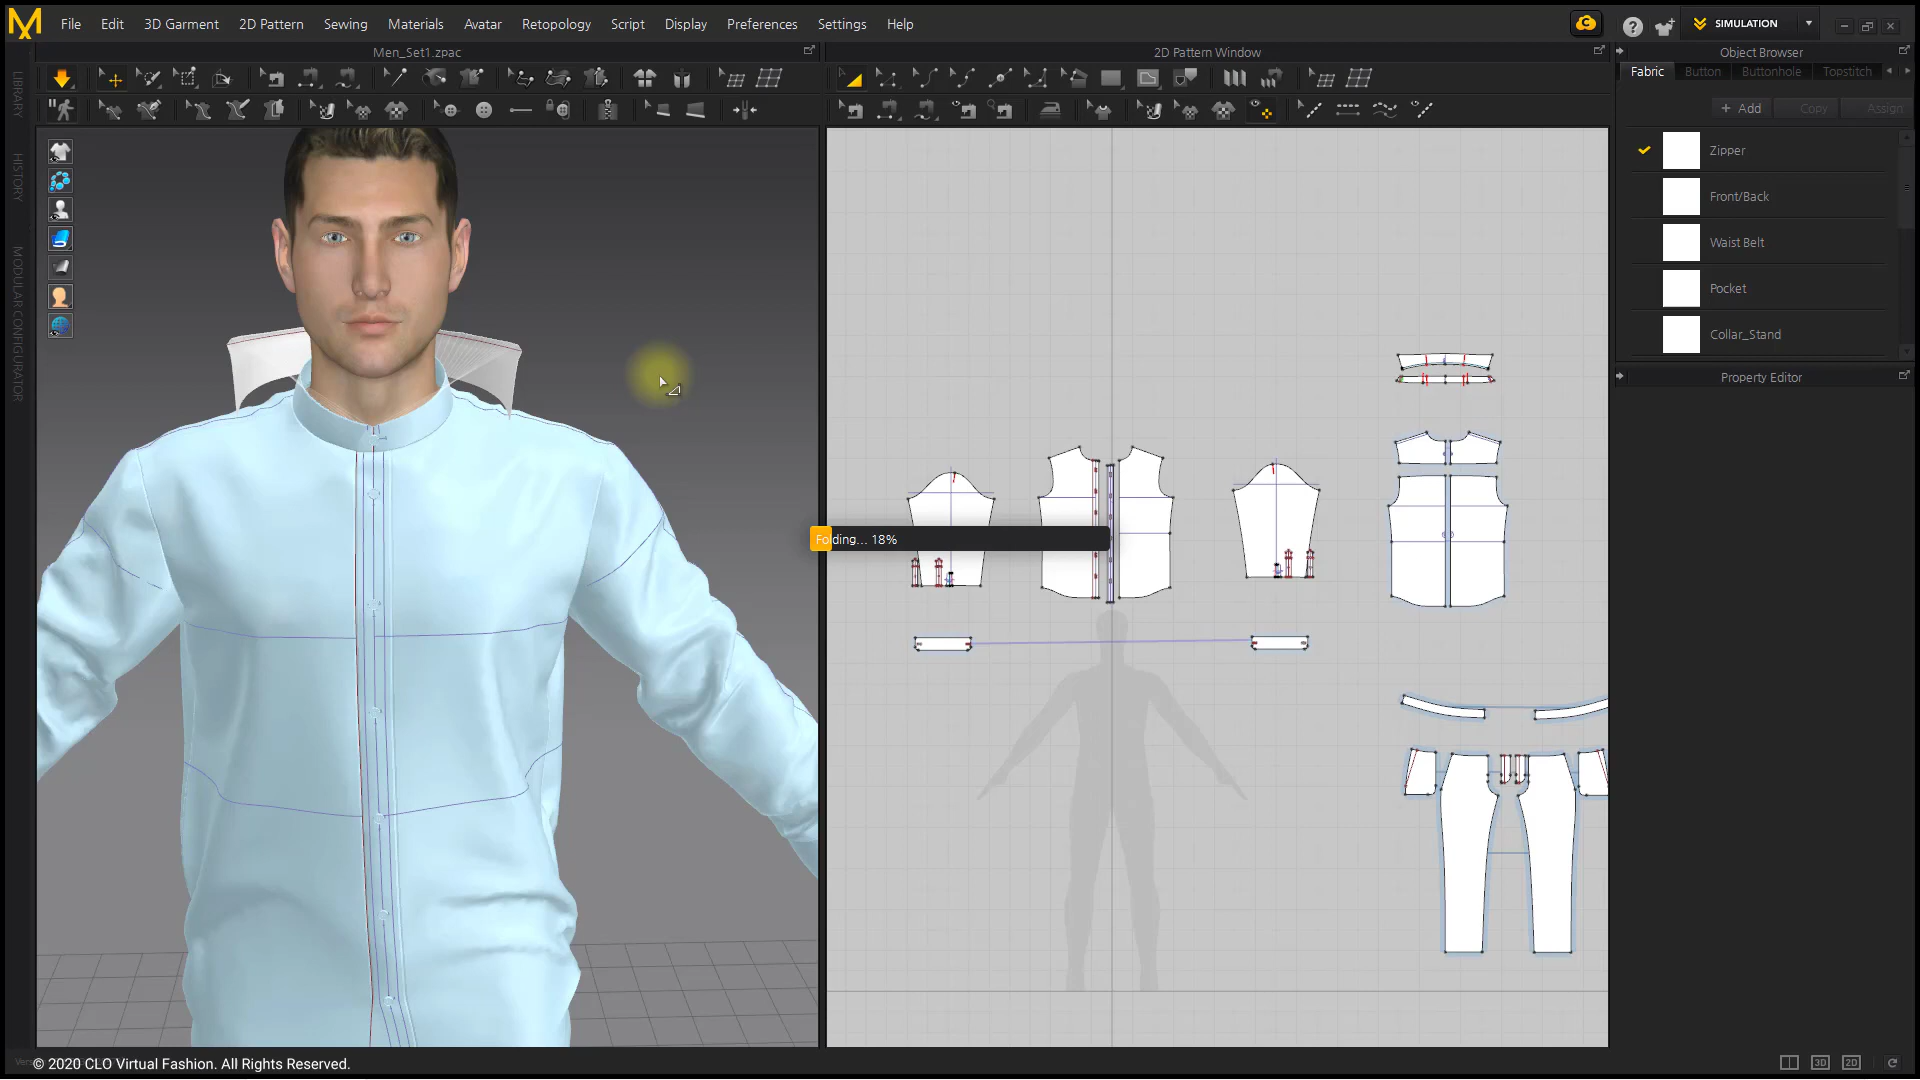 File Edit 3D Garment 2D Pattern Sewing Materials Avatar Retopology Script Display Preferences Settings Help
SIMULATION
Men_Set1.zpac
2D Pattern Window
Object Browser
LIBRARY
HISTORY
MODULAR CONFIGURATOR
Fabric Button Buttonhole Topstitch
+ Add Copy Assign
Zipper
Front/Back
Waist Belt
Pocket
Collar_Stand
Property Editor
Folding... 18%
© 2020 CLO Virtual Fashion. All Rights Reserved.
3D 2D